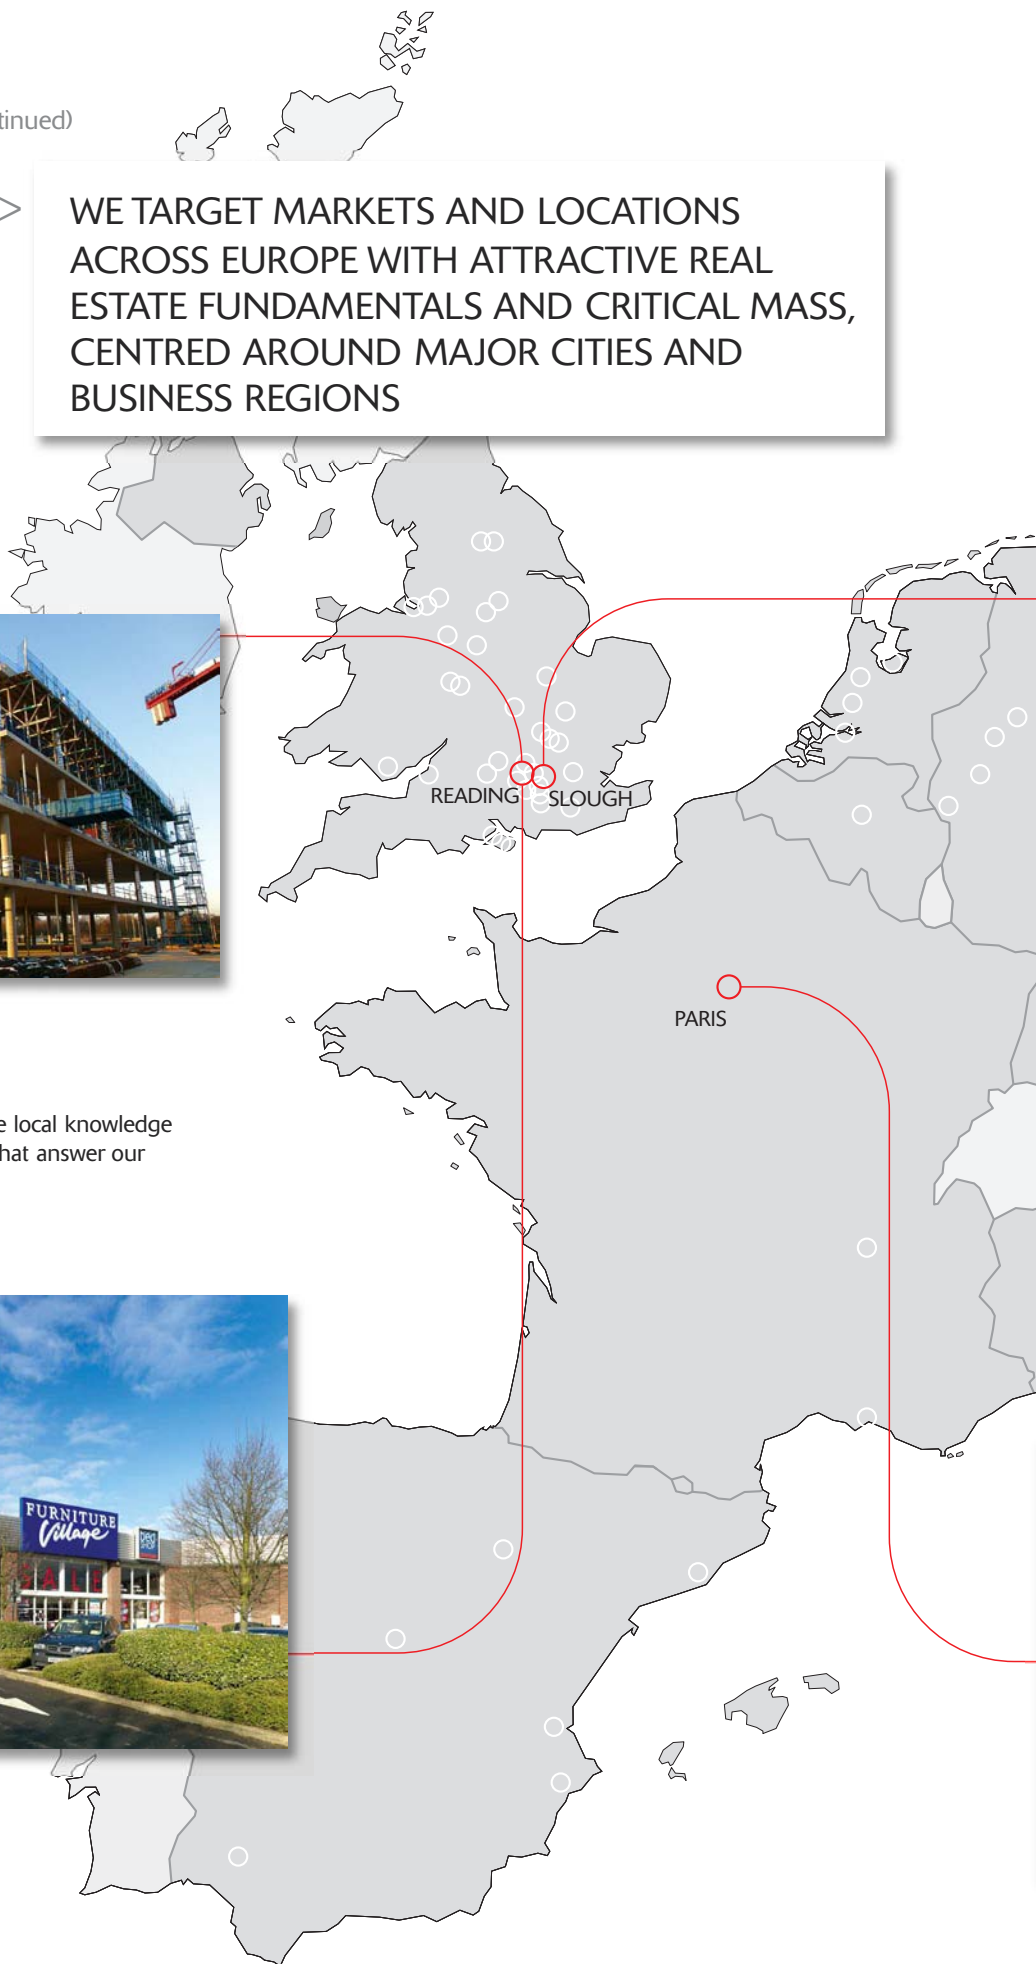 tinued)
WE TARGET MARKETS AND LOCATIONS
ACROSS EUROPE WITH ATTRACTIVE REAL
ESTATE FUNDAMENTALS AND CRITICAL MASS,
CENTRED AROUND MAJOR CITIES AND
BUSINESS REGIONS
READING
SLOUGH
PARIS
e local knowledge
hat answer our
FURNITURE
Village
SALE